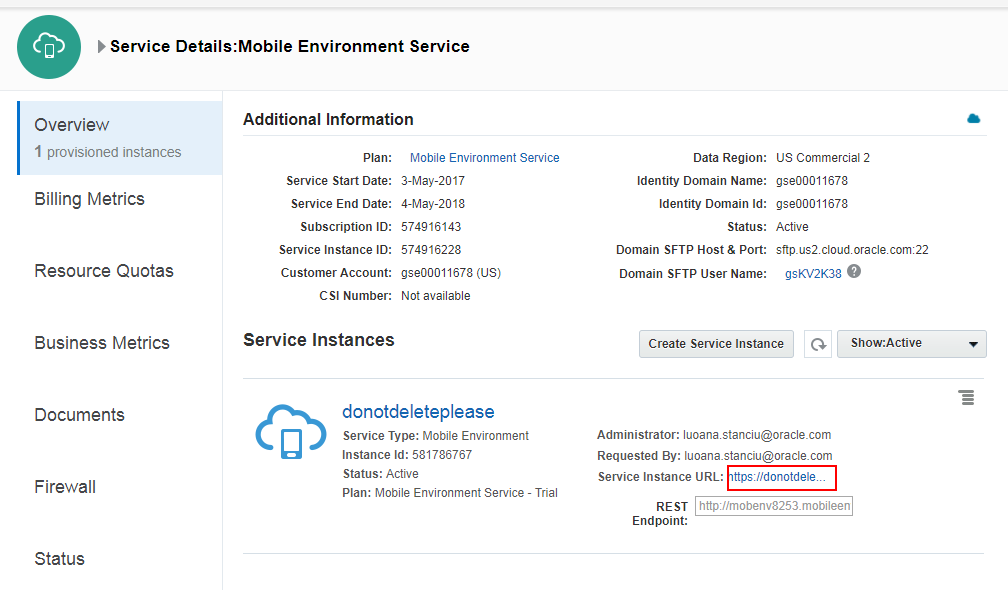 Service Details:Mobile Environment Service
Overview
1 provisioned instances
Billing Metrics
Resource Quotas
Business Metrics
Documents
Firewall
Status
Additional Information
Plan: Mobile Environment Service
Service Start Date: 3-May-2017
Service End Date: 4-May-2018
Subscription ID: 574916143
Service Instance ID: 574916228
Customer Account: gse00011678 (US)
CSI Number: Not available
Data Region: US Commercial 2
Identity Domain Name: gse00011678
Identity Domain Id: gse00011678
Status: Active
Domain SFTP Host & Port: sftp.us2.cloud.oracle.com:22
Domain SFTP User Name: gsKV2K38 ?
Service Instances
Create Service Instance
Show:Active
donotdeleteplease
Service Type: Mobile Environment
Instance Id: 581786767
Status: Active
Plan: Mobile Environment Service - Trial
Administrator: luoana.stanciu@oracle.com
Requested By: luoana.stanciu@oracle.com
Service Instance URL: https://donotdele...
REST http://mobenv8253.mobileen
Endpoint: